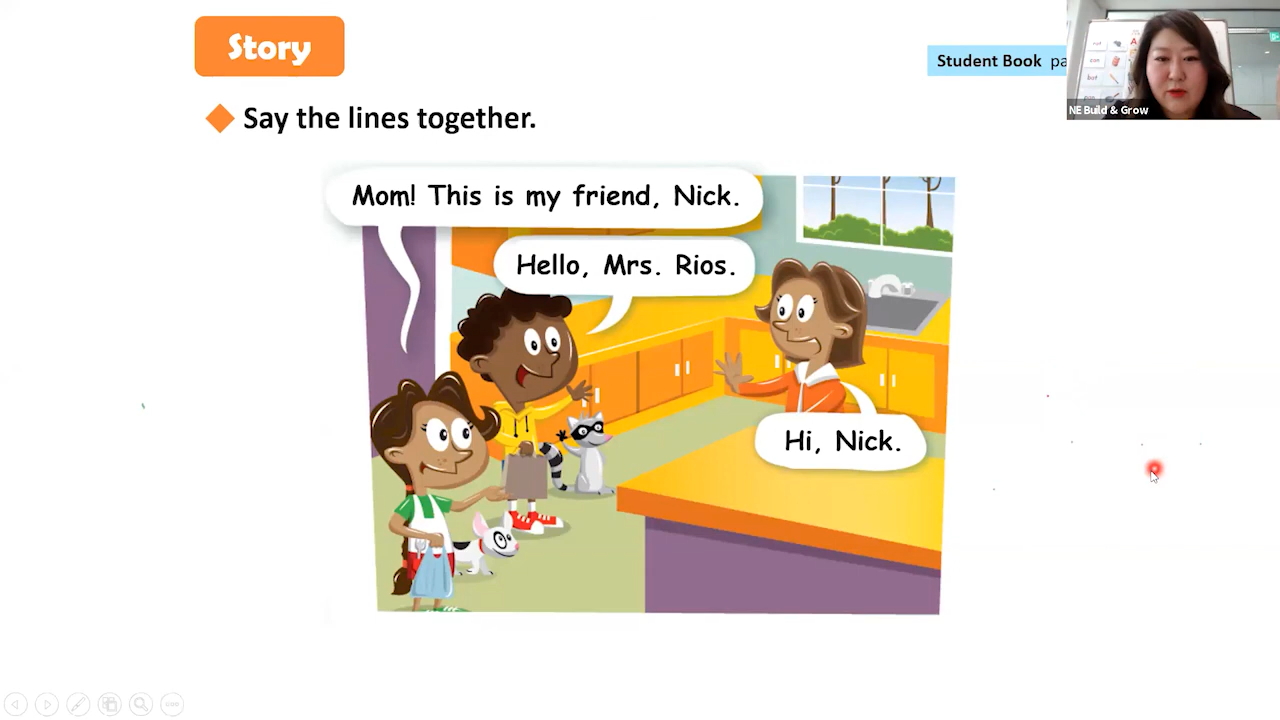 Story
Student Book pa
Say the lines together.
Mom! This is my friend, Nick.
Hello, Mrs. Rios.
Hi, Nick.
NE Build & Grow